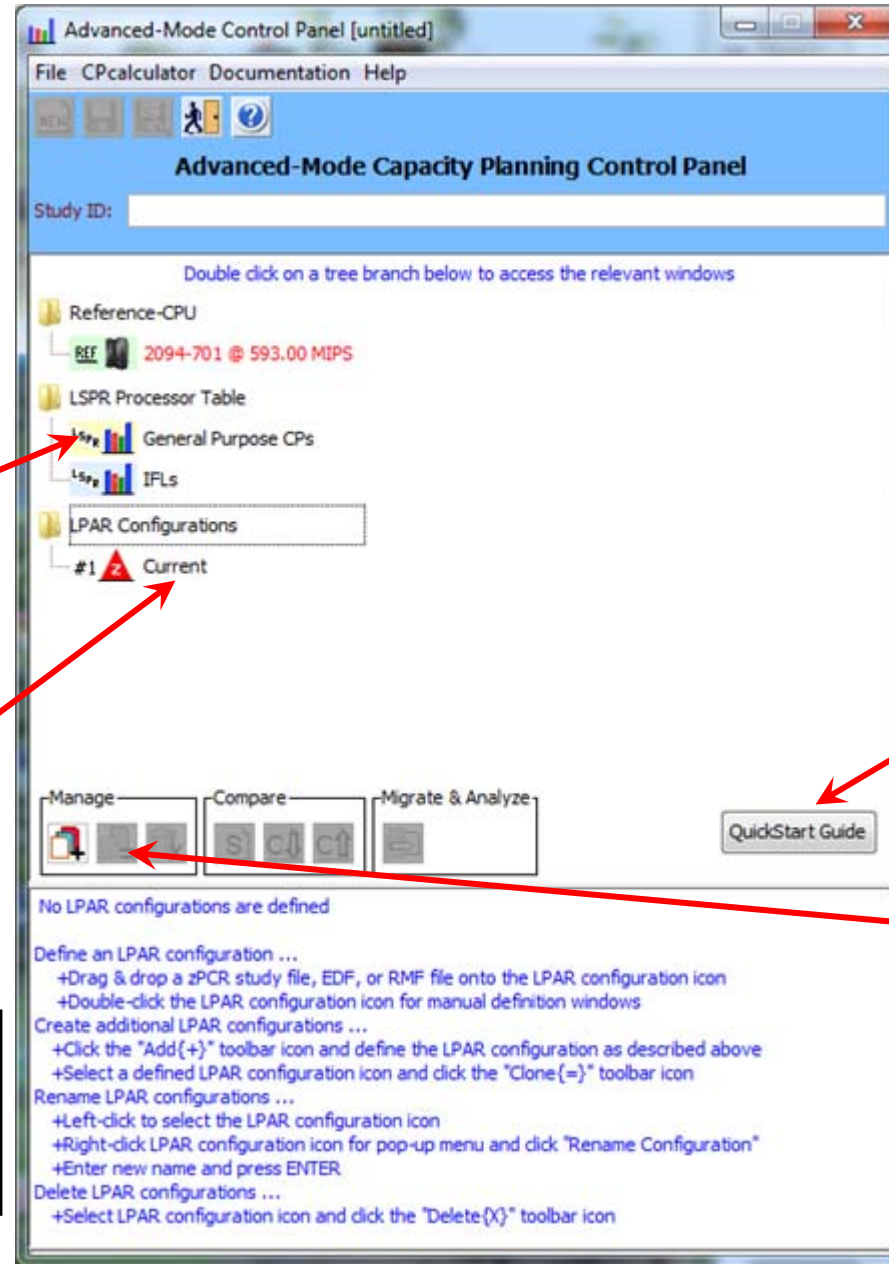 Advanced-Mode Control Panel [untitled]
File CPcalculator Documentation Help
NEW
Advanced-Mode Capacity Planning Control Panel
Study ID:
Double click on a tree branch below to access the relevant windows
Reference-CPU
REF 2094-701 @ 593.00 MIPS
LSPR Processor Table
LSPR General Purpose CPs
LSPR IFLs
LPAR Configurations
#1 z Current
Manage Compare Migrate & Analyze
S C C
QuickStart Guide
No LPAR configurations are defined
Define an LPAR configuration ...
+Drag & drop a zPCR study file, EDF, or RMF file onto the LPAR configuration icon
+Double-click the LPAR configuration icon for manual definition windows
Create additional LPAR configurations ...
+Click the "Add{+}" toolbar icon and define the LPAR configuration as described above
+Select a defined LPAR configuration icon and click the "Clone{=}" toolbar icon
Rename LPAR configurations ...
+Left-click to select the LPAR configuration icon
+Right-click LPAR configuration icon for pop-up menu and click "Rename Configuration"
+Enter new name and press ENTER
Delete LPAR configurations ...
+Select LPAR configuration icon and click the "Delete{X}" toolbar icon